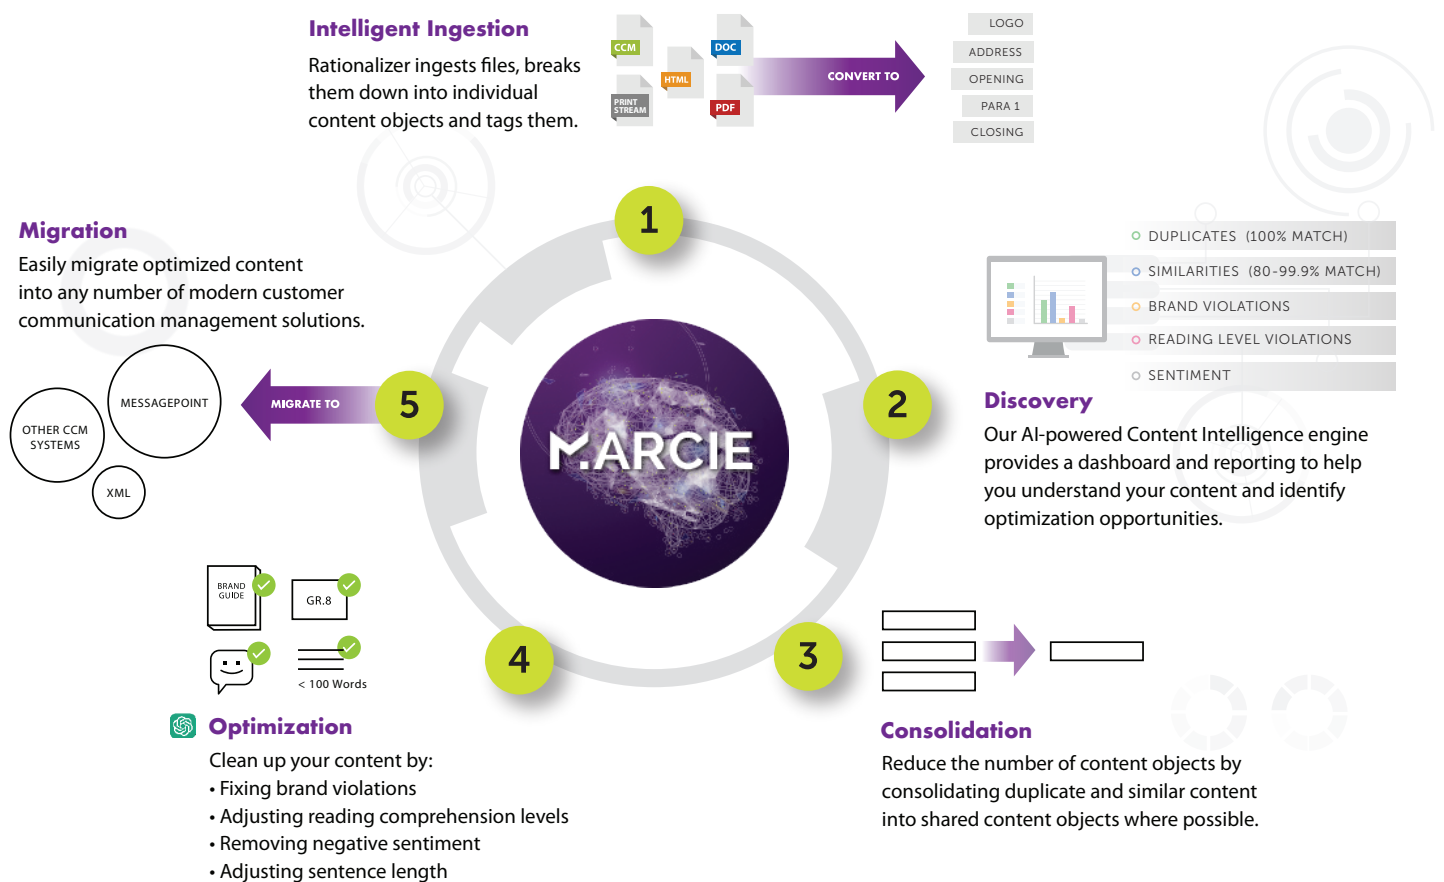 Intelligent Ingestion
Rationalizer ingests files, breaks
them down into individual
content objects and tags them.
CCM
DOC
HTML
PRINT
STREAM
PDF
CONVERT TO
LOGO
ADDRESS
OPENING
PARA 1
CLOSING
1
DUPLICATES (100% MATCH)
SIMILARITIES (80-99.9% MATCH)
BRAND VIOLATIONS
READING LEVEL VIOLATIONS
SENTIMENT
2
Discovery
Our AI-powered Content Intelligence engine
provides a dashboard and reporting to help
you understand your content and identify
optimization opportunities.
3
Consolidation
Reduce the number of content objects by
consolidating duplicate and similar content
into shared content objects where possible.
4
BRAND
GUIDE
GR.8
< 100 Words
Optimization
Clean up your content by:
• Fixing brand violations
• Adjusting reading comprehension levels
• Removing negative sentiment
• Adjusting sentence length
5
Migration
Easily migrate optimized content
into any number of modern customer
communication management solutions.
MIGRATE TO
MESSAGEPOINT
OTHER CCM
SYSTEMS
XML
MARCIE